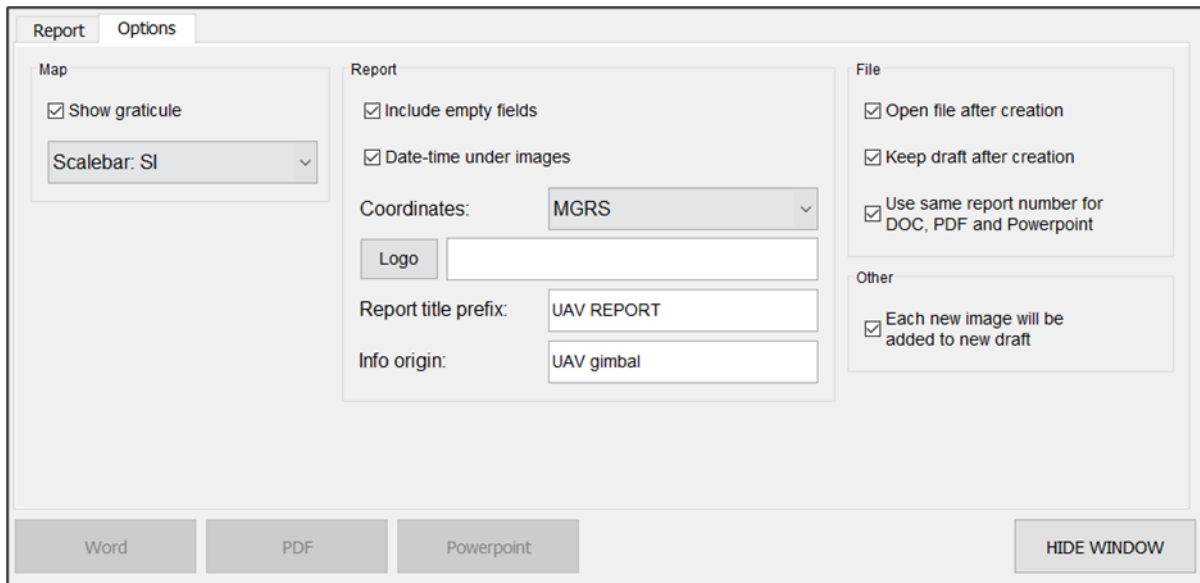 Report
Options
Map
Show graticule
Scalebar: SI
Report
Include empty fields
Date-time under images
Coordinates:
MGRS
Logo
Report title prefix:
UAV REPORT
Info origin:
UAV gimbal
File
Open file after creation
Keep draft after creation
Use same report number for
DOC, PDF and Powerpoint
Other
Each new image will be
added to new draft
Word
PDF
Powerpoint
HIDE WINDOW